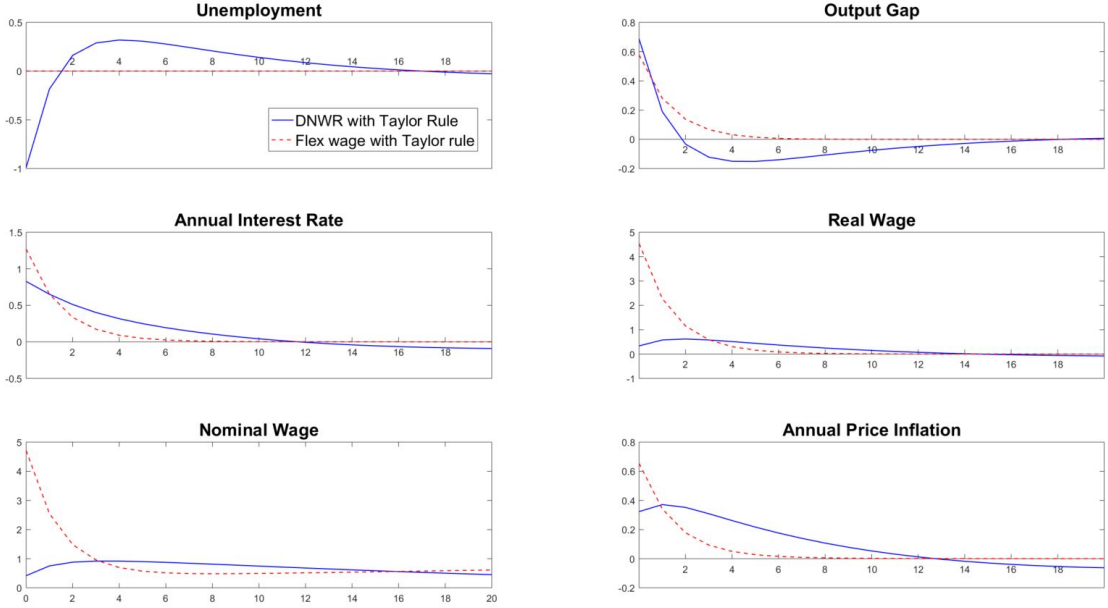 Unemployment
0.5
0
-0.5
-1
2 4 6 8 10 12 14 16 18
DNWR with Taylor Rule
Flex wage with Taylor rule
Output Gap
0.8
0.6
0.4
0.2
0
-0.2
2 4 6 8 10 12 14 16 18
Annual Interest Rate
1.5
1
0.5
0
-0.5
2 4 6 8 10 12 14 16 18
Real Wage
5
4
3
2
1
0
-1
2 4 6 8 10 12 14 16 18
Nominal Wage
5
4
3
2
1
0
0 2 4 6 8 10 12 14 16 18 20
Annual Price Inflation
0.8
0.6
0.4
0.2
0
-0.2
2 4 6 8 10 12 14 16 18